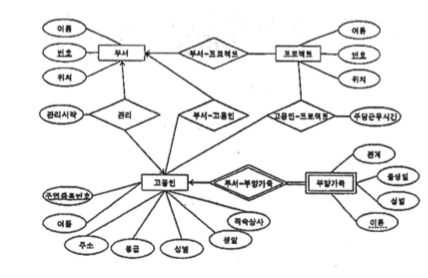 이름
이름
번호
부서
부서-프로젝트
프로젝트
번호
위치
위치
관리시작
관리
부서-고용인
고용인-프로젝트
주당근무시간
관계
고용인
부서-부양가족
부양가족
출생일
주민등록번호
성별
이름
직속상사
이름
주소
봉급
성별
생일